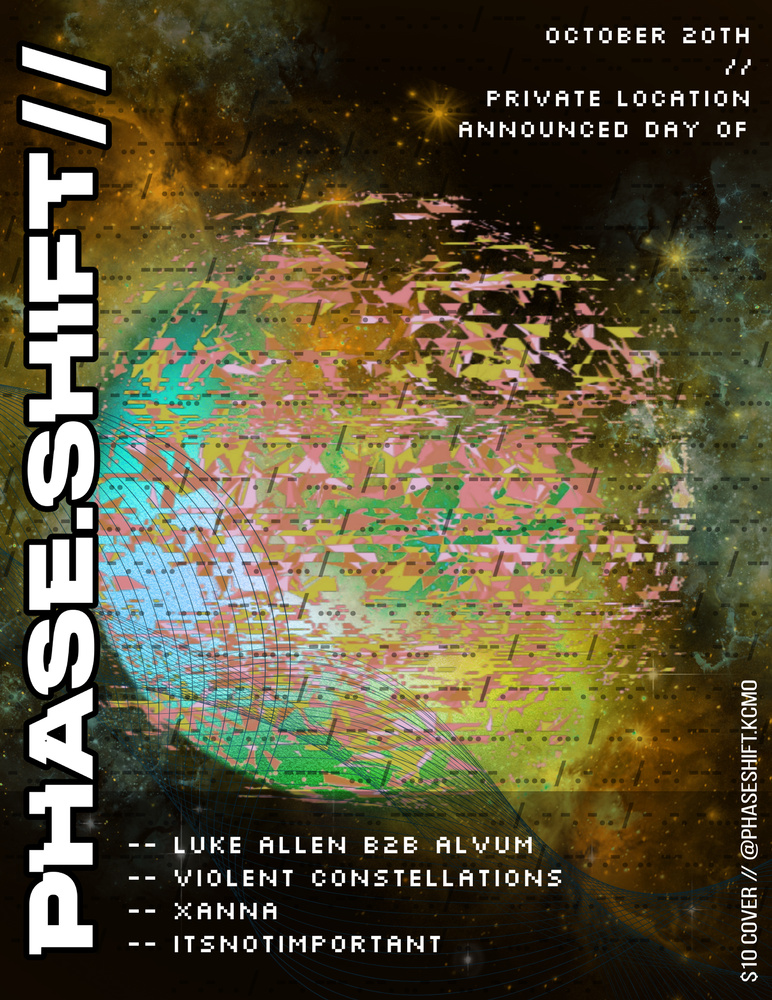 PHASE.SHIFT//
OCTOBER 20TH
//
PRIVATE LOCATION
ANNOUNCED DAY OF
-- LUKE ALLEN B2B ALVUM
-- VIOLENT CONSTELLATIONS
-- XANNA
-- ITSNOTIMPORTANT
$10 COVER // @PHASESHIFT.KCMO